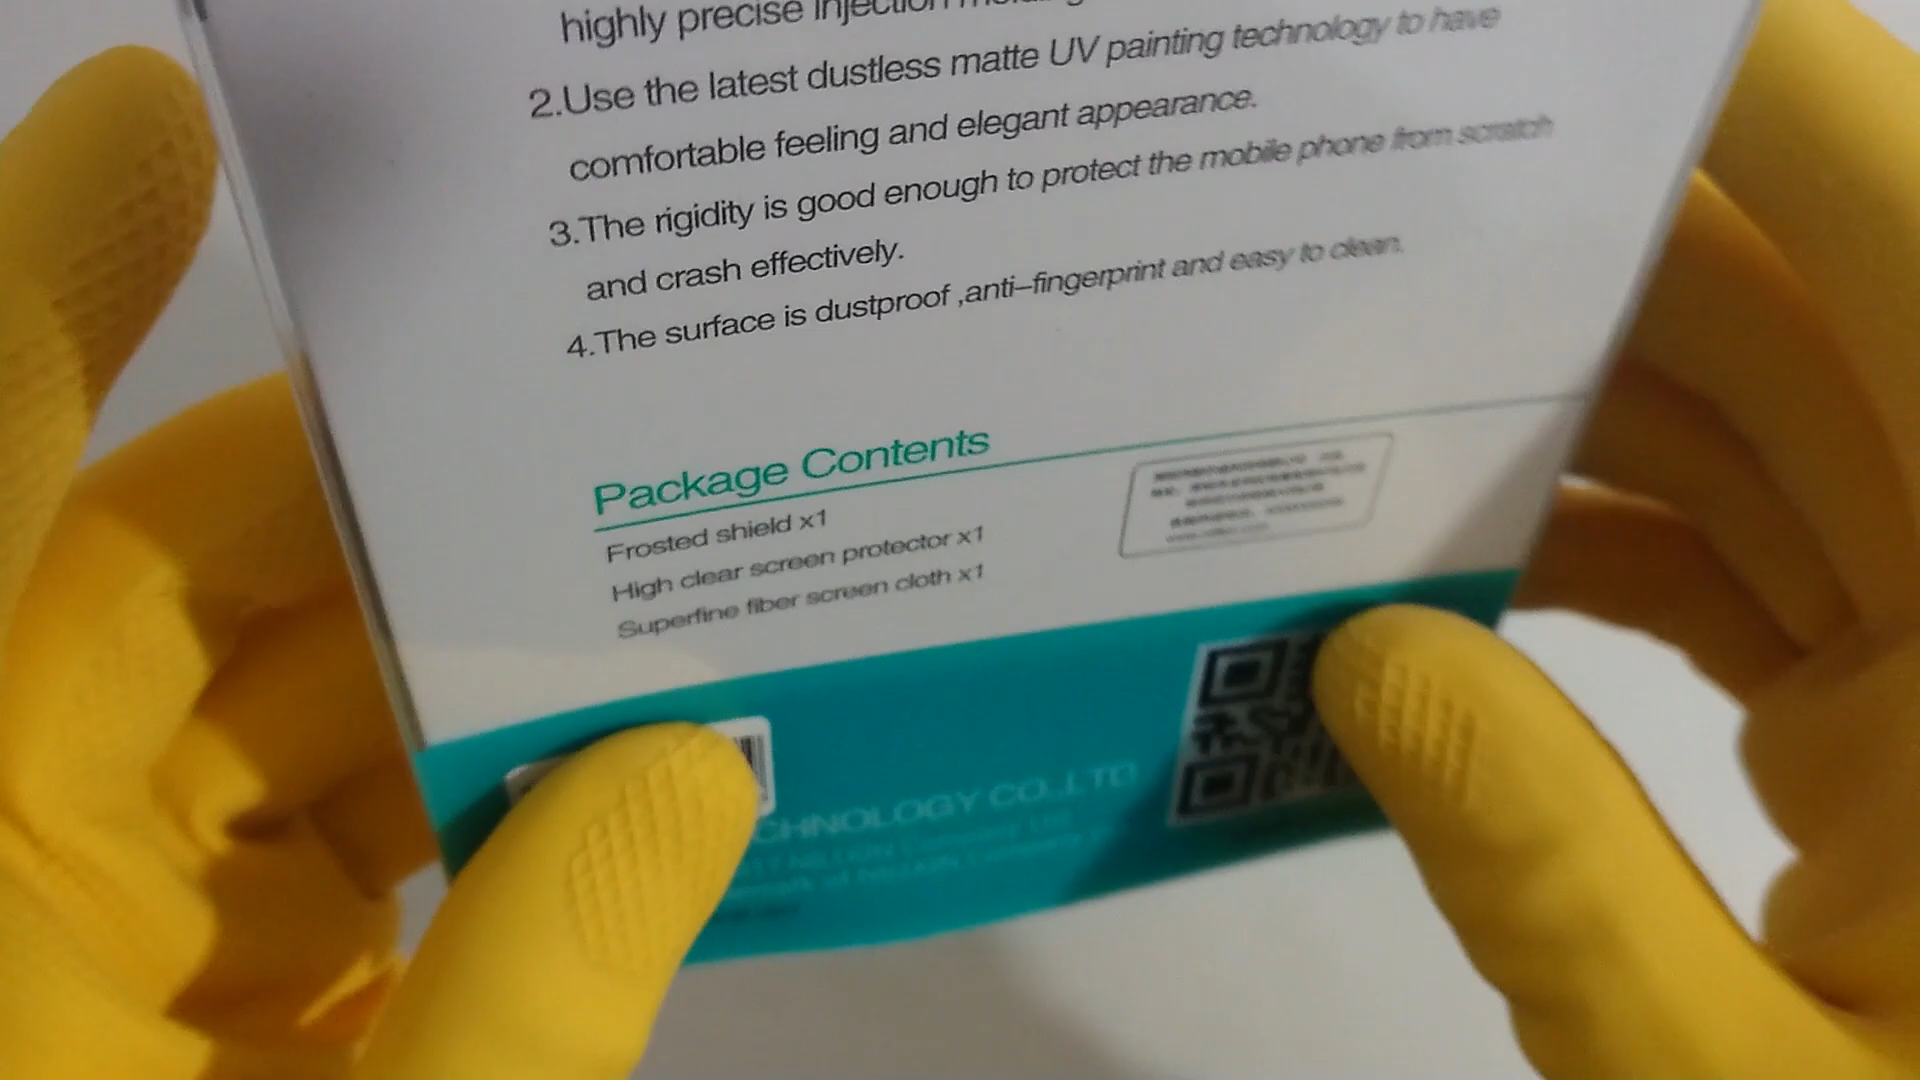 highly precise injection
2.Use the latest dustless matte UV painting technology to have
comfortable feeling and elegant appearance.
3.The rigidity is good enough to protect the mobile phone from scratch
and crash effectively.
4.The surface is dustproof ,anti–fingerprint and easy to clean.
Package Contents
Frosted shield x1
High clear screen protector x1
Superfine fiber screen cloth x1
CHNOLOGY CO.,LTD